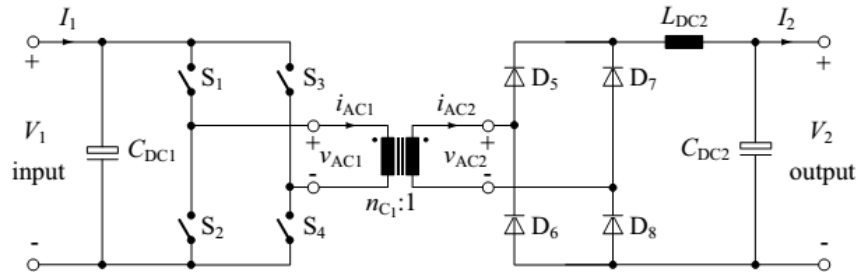 I1
LDC2
I2
+
S1
S3
D5
D7
+
iAC1
iAC2
V1
input
CDC1
+
vAC1
-
+
vAC2
-
CDC2
V2
output
nC1:1
S2
S4
D6
D8
-
-